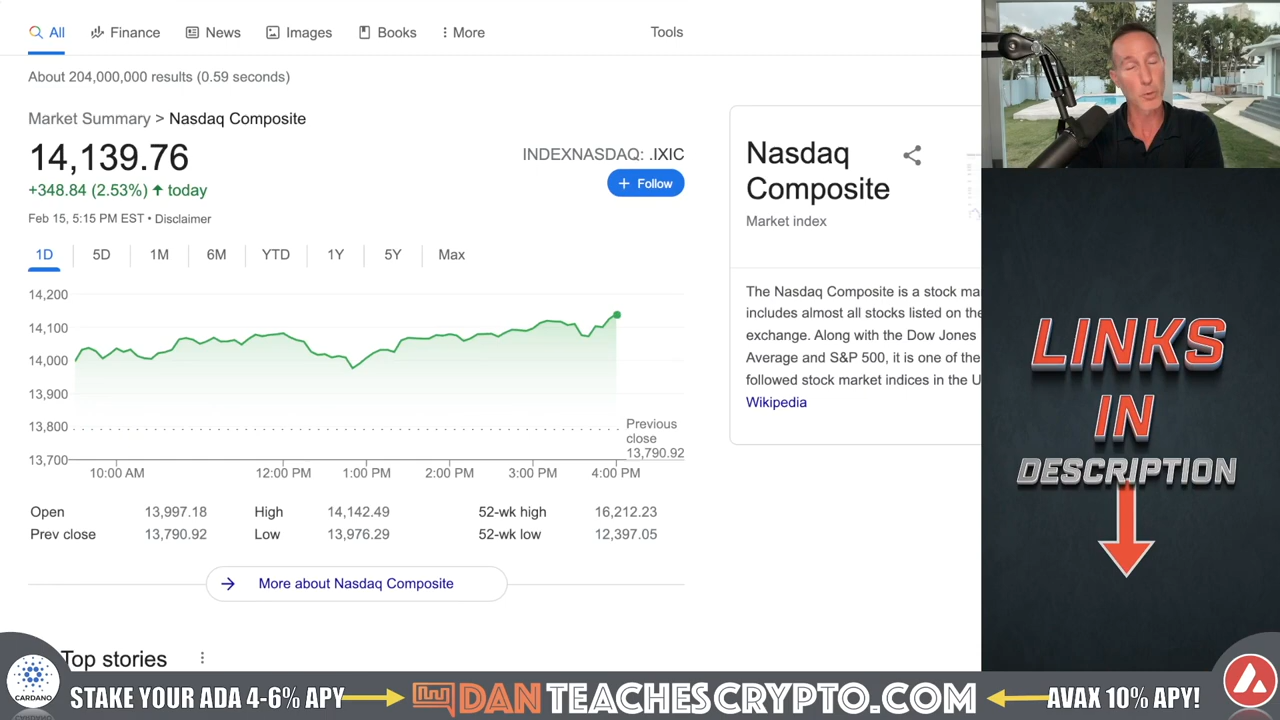 All Finance News Images Books More Tools
About 204,000,000 results (0.59 seconds)
Market Summary > Nasdaq Composite
14,139.76
+348.84 (2.53%) today
Feb 15, 5:15 PM EST • Disclaimer
INDEXNASDAQ: .IXIC
+ Follow
1D 5D 1M 6M YTD 1Y 5Y Max
14,200
14,100
14,000
13,900
13,800
13,700
Previous
close
13,790.92
10:00 AM 12:00 PM 1:00 PM 2:00 PM 3:00 PM 4:00 PM
Open 13,997.18 High 14,142.49 52-wk high 16,212.23
Prev close 13,790.92 Low 13,976.29 52-wk low 12,397.05
More about Nasdaq Composite
Top stories
Nasdaq
Composite
Market index
The Nasdaq Composite is a stock ma
includes almost all stocks listed on the
exchange. Along with the Dow Jones
Average and S&P 500, it is one of the
followed stock market indices in the U
Wikipedia
LINKS
IN
DESCRIPTION
CARDANO
STAKE YOUR ADA 4-6% APY
DANTEACHESCRYPTO.COM
AVAX 10% APY!